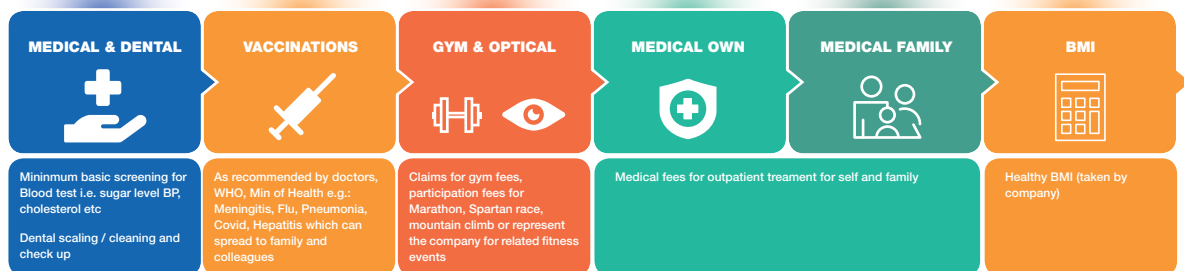 MEDICAL & DENTAL
VACCINATIONS
GYM & OPTICAL
MEDICAL OWN
MEDICAL FAMILY
BMI
Mininmum basic screening for
Blood test i.e. sugar level BP,
cholesterol etc
Dental scaling / cleaning and
check up
As recommended by doctors,
WHO, Min of Health e.g.:
Meningitis, Flu, Pneumonia,
Covid, Hepatitis which can
spread to family and
colleagues
Claims for gym fees,
participation fees for
Marathon, Spartan race,
mountain climb or represent
the company for related fitness
events
Medical fees for outpatient treament for self and family
Healthy BMI (taken by
company)